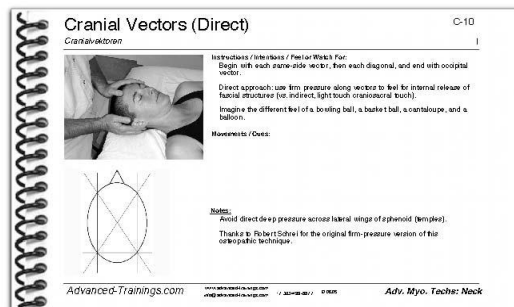 Cranial Vectors (Direct)
C-10
Cranialvektoren
I
Instructions / Intentions / Feel or Watch For:
Begin with each same-side vector, then each diagonal, and end with occipital
vector.
Direct approach: use firm pressure along vectors to feel for internal release of
fascial structures (vs. indirect, light touch craniosacral touch).
Imagine the different feel of a bowling ball, a basket ball, a cantaloupe, and a
balloon.
Movements / Cues:
Notes:
Avoid direct deep pressure across lateral wings of sphenoid (temples).
Thanks to Robert Schrei for the original firm-pressure version of this
osteopathic technique.
Advanced-Trainings.com
Adv. Myo. Techs: Neck